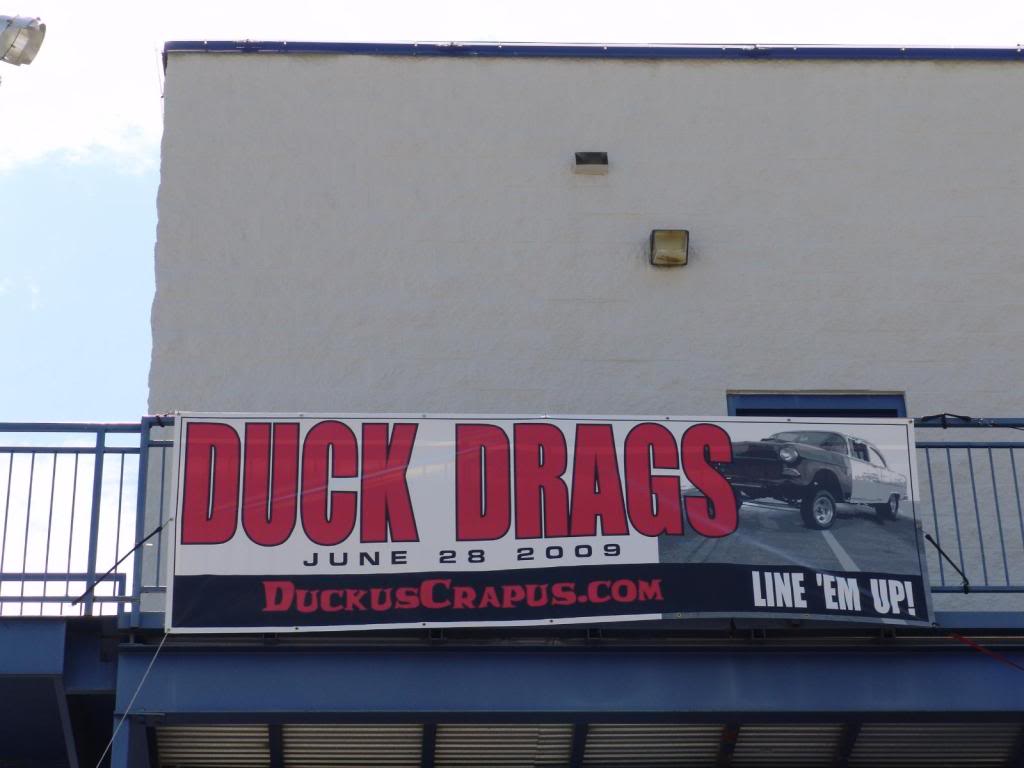 DUCK DRAGS
JUNE 28 2009
DUCKUSCRAPUS.COM
LINE 'EM UP!